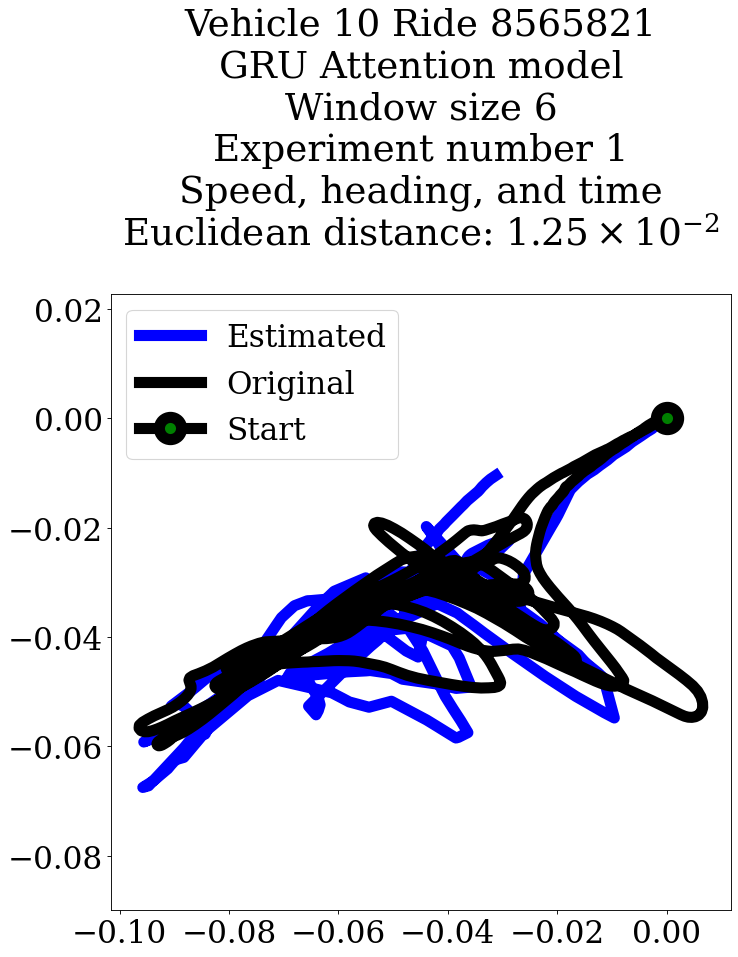 Vehicle 10 Ride 8565821
GRU Attention model
Window size 6
Experiment number 1
Speed, heading, and time
Euclidean distance: 1.25 × 10⁻²
0.02
0.00
−0.02
−0.04
−0.06
−0.08
Estimated
Original
Start
−0.10 −0.08 −0.06 −0.04 −0.02 0.00